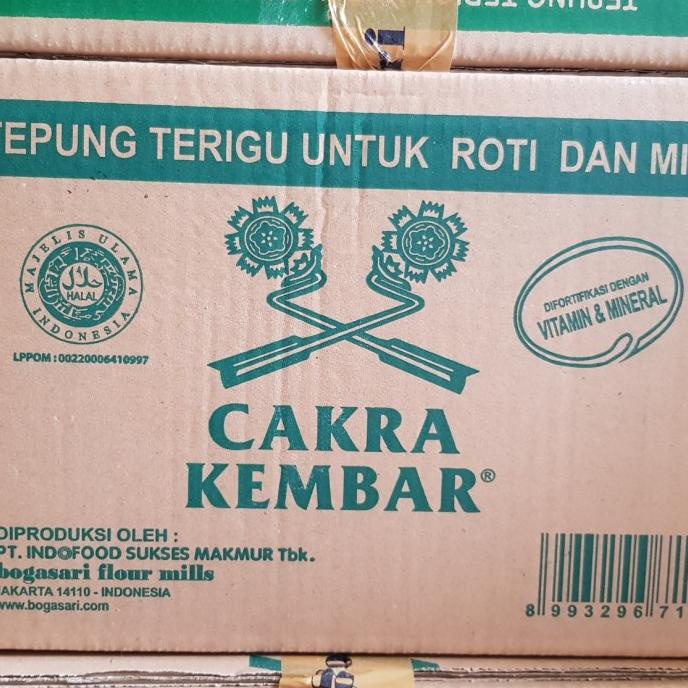 TEPUNG TERIGU UNTUK ROTI DAN MI
MAJELIS ULAMA
حلال
HALAL
INDONESIA
LPPOM : 00220006410997
DIFORTIFIKASI DENGAN
VITAMIN & MINERAL
CAKRA
KEMBAR®
DIPRODUKSI OLEH :
PT. INDOFOOD SUKSES MAKMUR Tbk.
bogasari flour mills
JAKARTA 14110 - INDONESIA
www.bogasari.com
8 993296 71